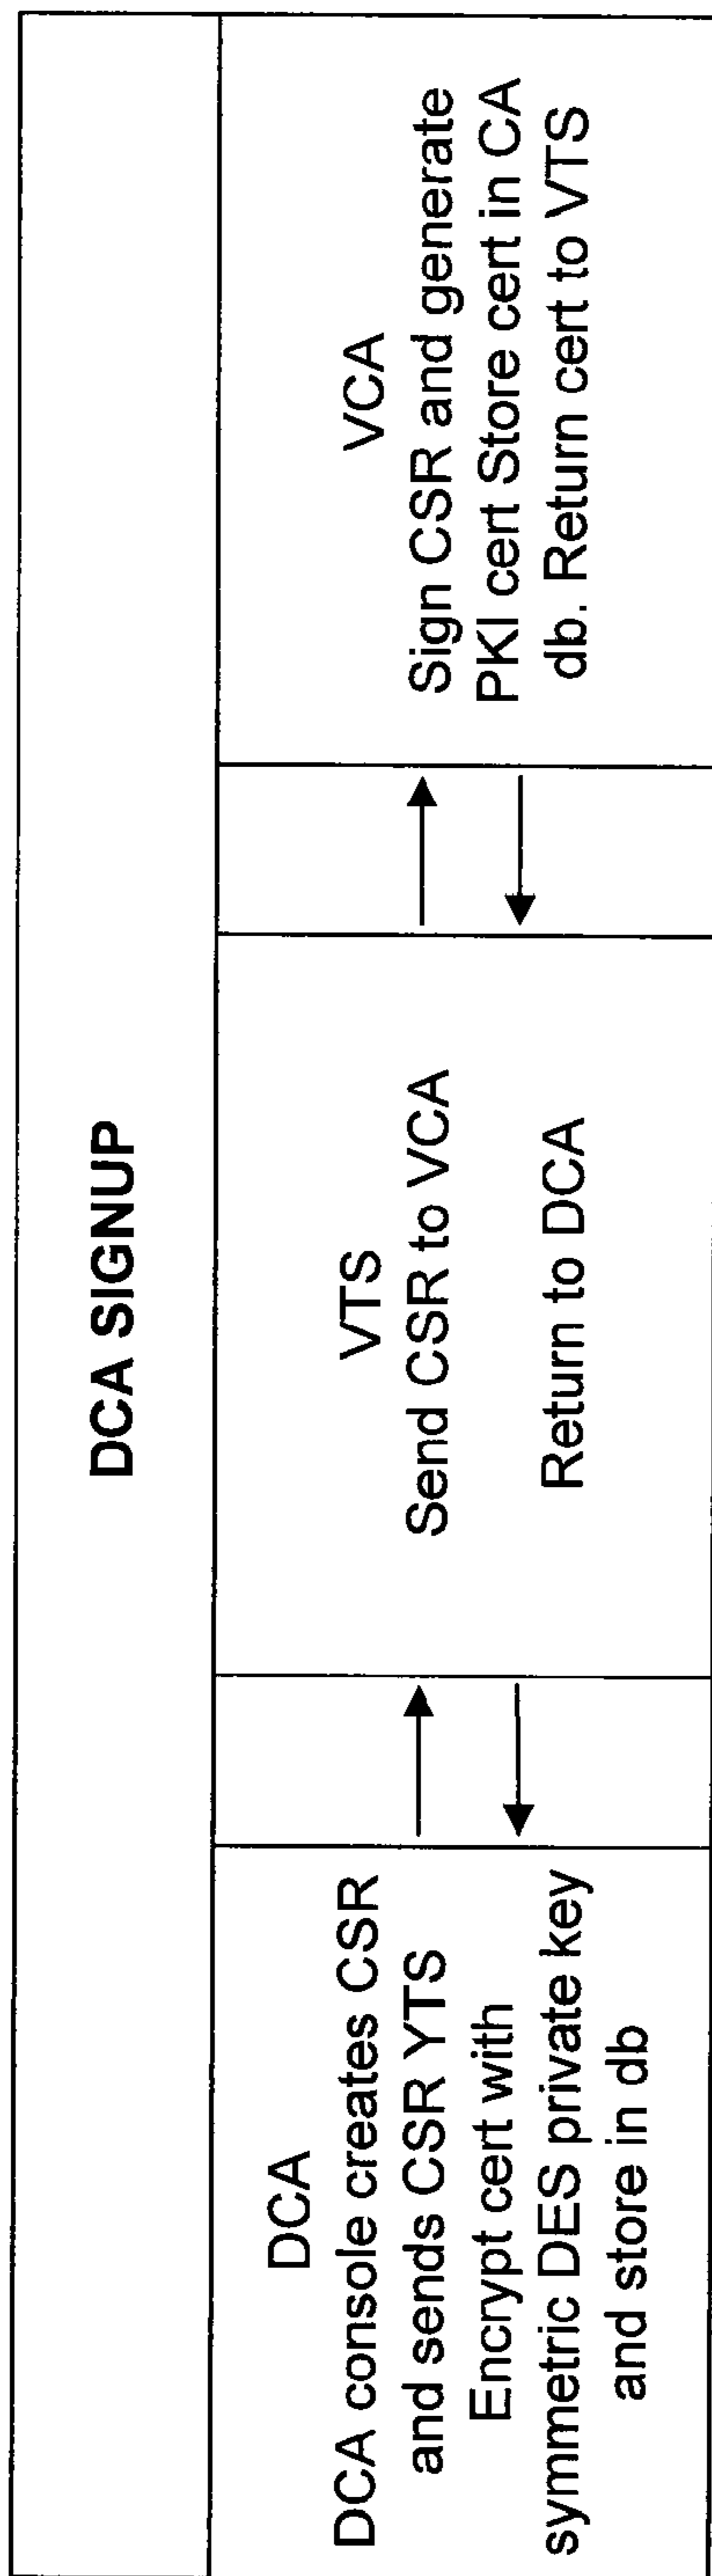 DCA SIGNUP
DCA
DCA console creates CSR
and sends CSR YTS
Encrypt cert with
symmetric DES private key
and store in db
VTS
Send CSR to VCA
Return to DCA
VCA
Sign CSR and generate
PKI cert Store cert in CA
db. Return cert to VTS